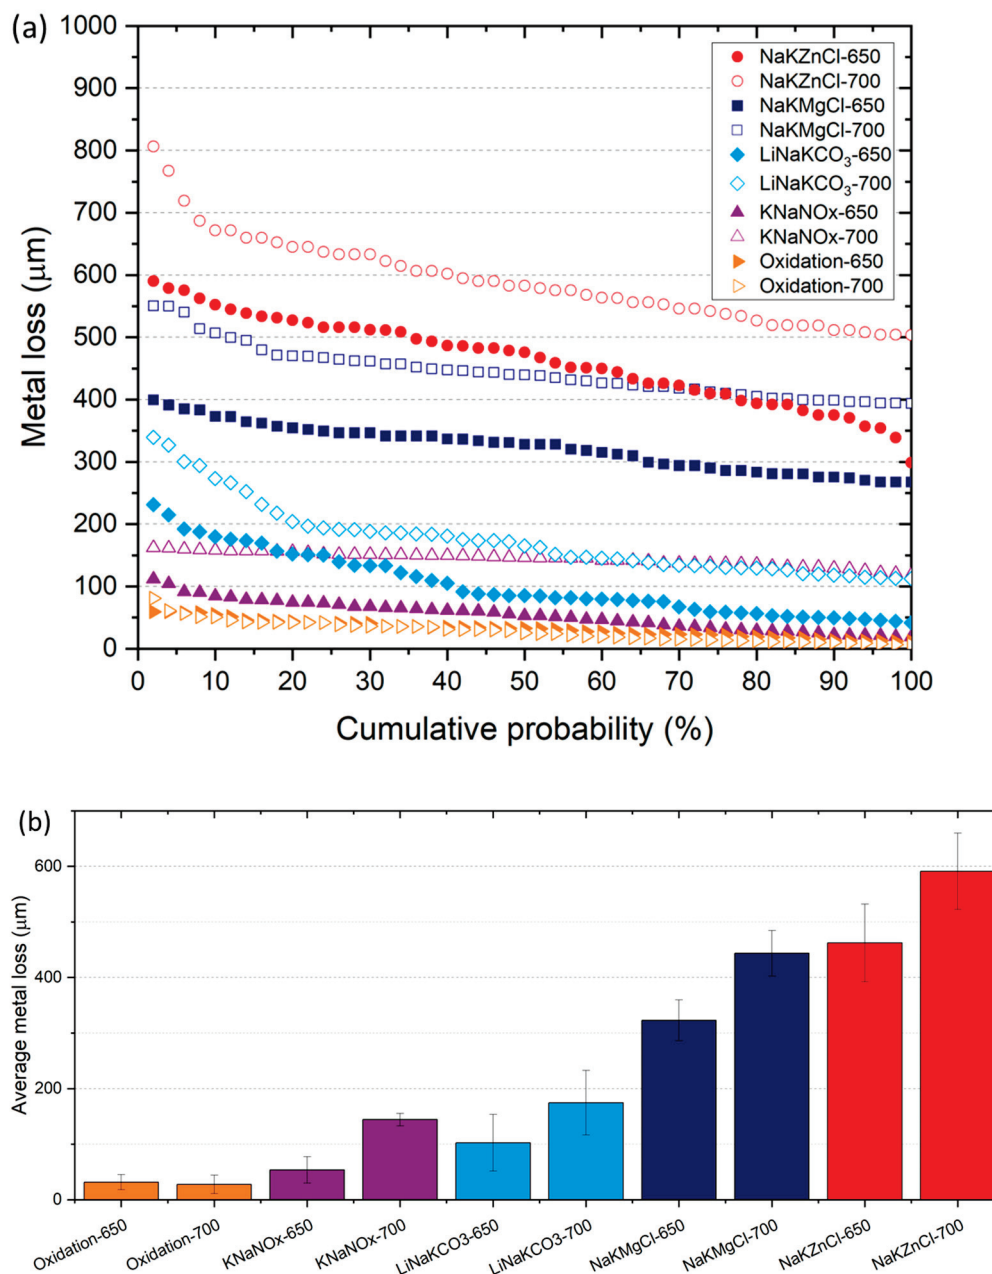 (a)
1000
900
800
700
600
500
400
300
200
100
0
Metal loss (μm)
NaKZnCl-650
NaKZnCl-700
NaKMgCl-650
NaKMgCl-700
LiNaKCO₃-650
LiNaKCO₃-700
KNaNOx-650
KNaNOx-700
Oxidation-650
Oxidation-700
0 10 20 30 40 50 60 70 80 90 100
Cumulative probability (%)
(b)
600
400
200
0
Average metal loss (μm)
Oxidation-650
Oxidation-700
KNaNOx-650
KNaNOx-700
LiNaKCO3-650
LiNaKCO3-700
NaKMgCl-650
NaKMgCl-700
NaKZnCl-650
NaKZnCl-700